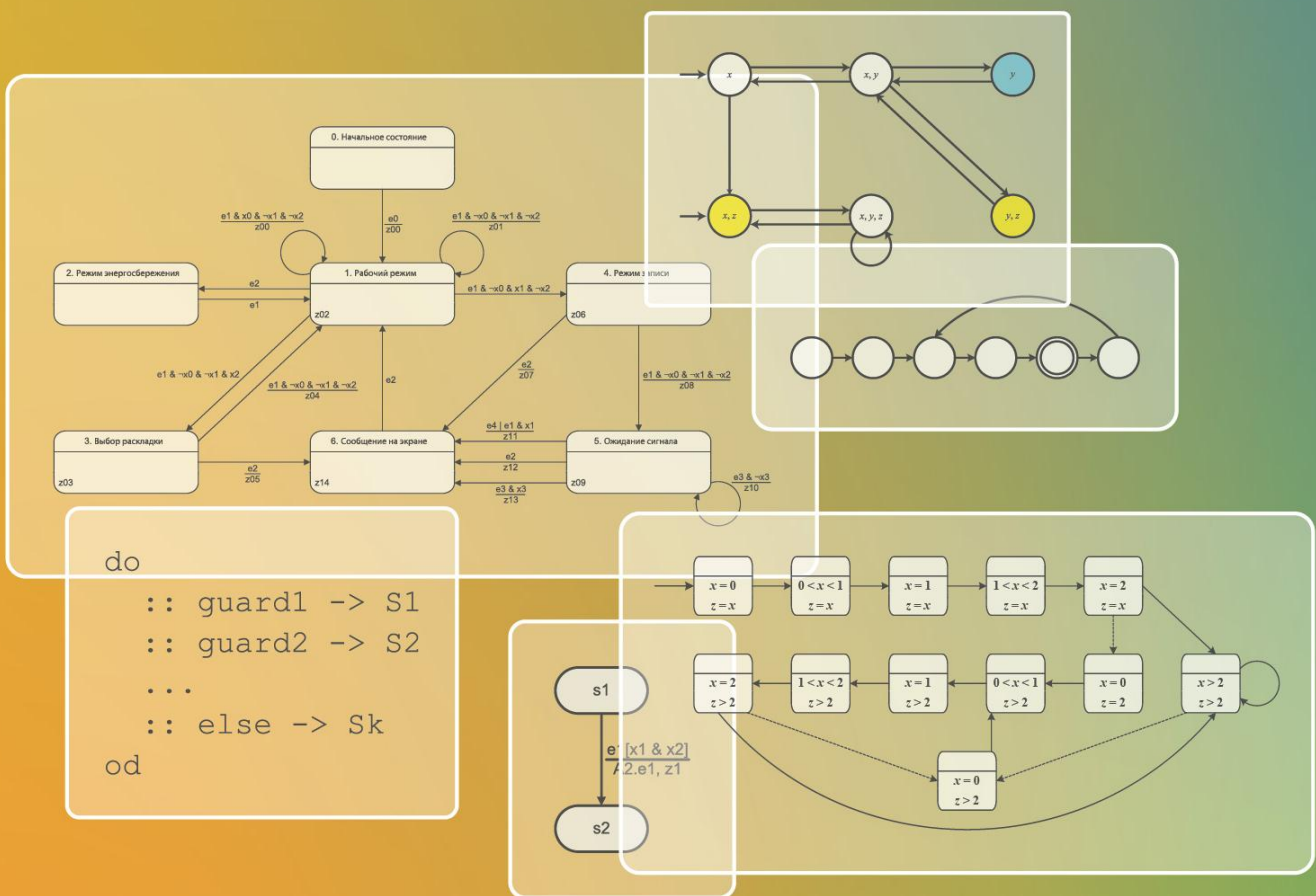 0. Начальное состояние
e1 & x0 & ¬x1 & ¬x2
z00
e0
z00
e1 & ¬x0 & ¬x1 & ¬x2
z01
2. Режим энергосбережения
e2
e1
1. Рабочий режим
z02
e1 & ¬x0 & x1 & ¬x2
4. Режим записи
z06
e1 & ¬x0 & ¬x1 & x2
e1 & ¬x0 & ¬x1 & ¬x2
z04
e2
e2
z07
e1 & ¬x0 & ¬x1 & ¬x2
z08
3. Выбор раскладки
z03
e2
z05
6. Сообщение на экране
z14
e4 | e1 & x1
z11
e2
z12
e3 & x3
z13
5. Ожидание сигнала
z09
e3 & ¬x3
z10
x
x, y
y
x, z
x, y, z
y, z
do
:: guard1 -> S1
:: guard2 -> S2
...
:: else -> Sk
od
s1
e1[x1 & x2]
A2.e1, z1
s2
x = 0
z = x
0 < x < 1
z = x
x = 1
z = x
1 < x < 2
z = x
x = 2
z = x
x = 2
z > 2
1 < x < 2
z > 2
x = 1
z > 2
0 < x < 1
z > 2
x = 0
z = 2
x > 2
z > 2
x = 0
z > 2